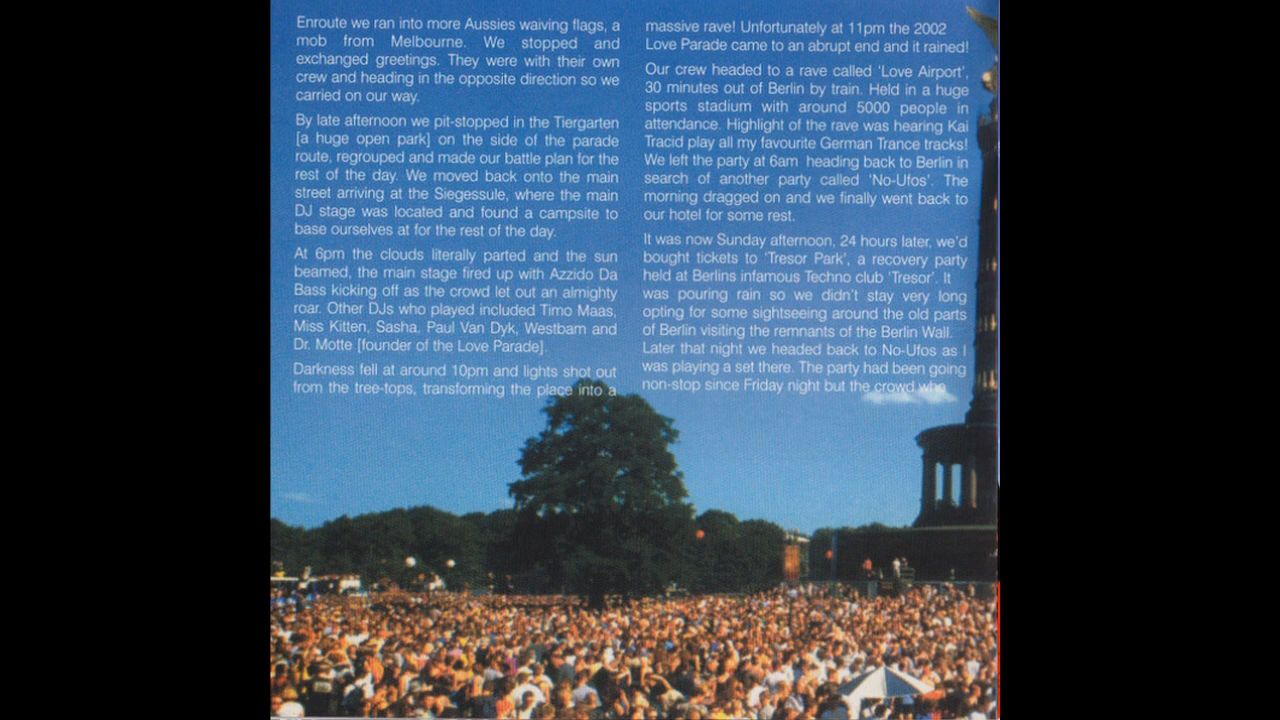 Enroute we ran into more Aussies waiving flags, a
mob from Melbourne. We stopped and
exchanged greetings. They were with their own
crew and heading in the opposite direction so we
carried on our way.
By late afternoon we pit-stopped in the Tiergarten
[a huge open park] on the side of the parade
route, regrouped and made our battle plan for the
rest of the day. We moved back onto the main
street arriving at the Siegessule, where the main
DJ stage was located and found a campsite to
base ourselves at for the rest of the day.
At 6pm the clouds literally parted and the sun
beamed, the main stage fired up with Azzido Da
Bass kicking off as the crowd let out an almighty
roar. Other DJs who played included Timo Maas,
Miss Kitten, Sasha, Paul Van Dyk, Westbam and
Dr. Motte [founder of the Love Parade].
Darkness fell at around 10pm and lights shot out
from the tree-tops, transforming the place into a
massive rave! Unfortunately at 11pm the 2002
Love Parade came to an abrupt end and it rained!
Our crew headed to a rave called ‘Love Airport’,
30 minutes out of Berlin by train. Held in a huge
sports stadium with around 5000 people in
attendance. Highlight of the rave was hearing Kai
Tracid play all my favourite German Trance tracks!
We left the party at 6am heading back to Berlin in
search of another party called ‘No-Ufos’. The
morning dragged on and we finally went back to
our hotel for some rest.
It was now Sunday afternoon, 24 hours later, we’d
bought tickets to ‘Tresor Park’, a recovery party
held at Berlins infamous Techno club ‘Tresor’. It
was pouring rain so we didn’t stay very long
opting for some sightseeing around the old parts
of Berlin visiting the remnants of the Berlin Wall.
Later that night we headed back to No-Ufos as I
was playing a set there. The party had been going
non-stop since Friday night but the crowd who